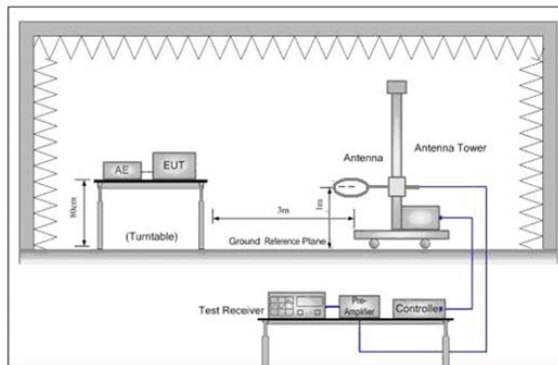 Antenna Tower
Antenna
EUT
AE
80cm
(Turntable)
3m
1m
Ground Reference Plane
Test Receiver
Pre-
Amplifier
Controller